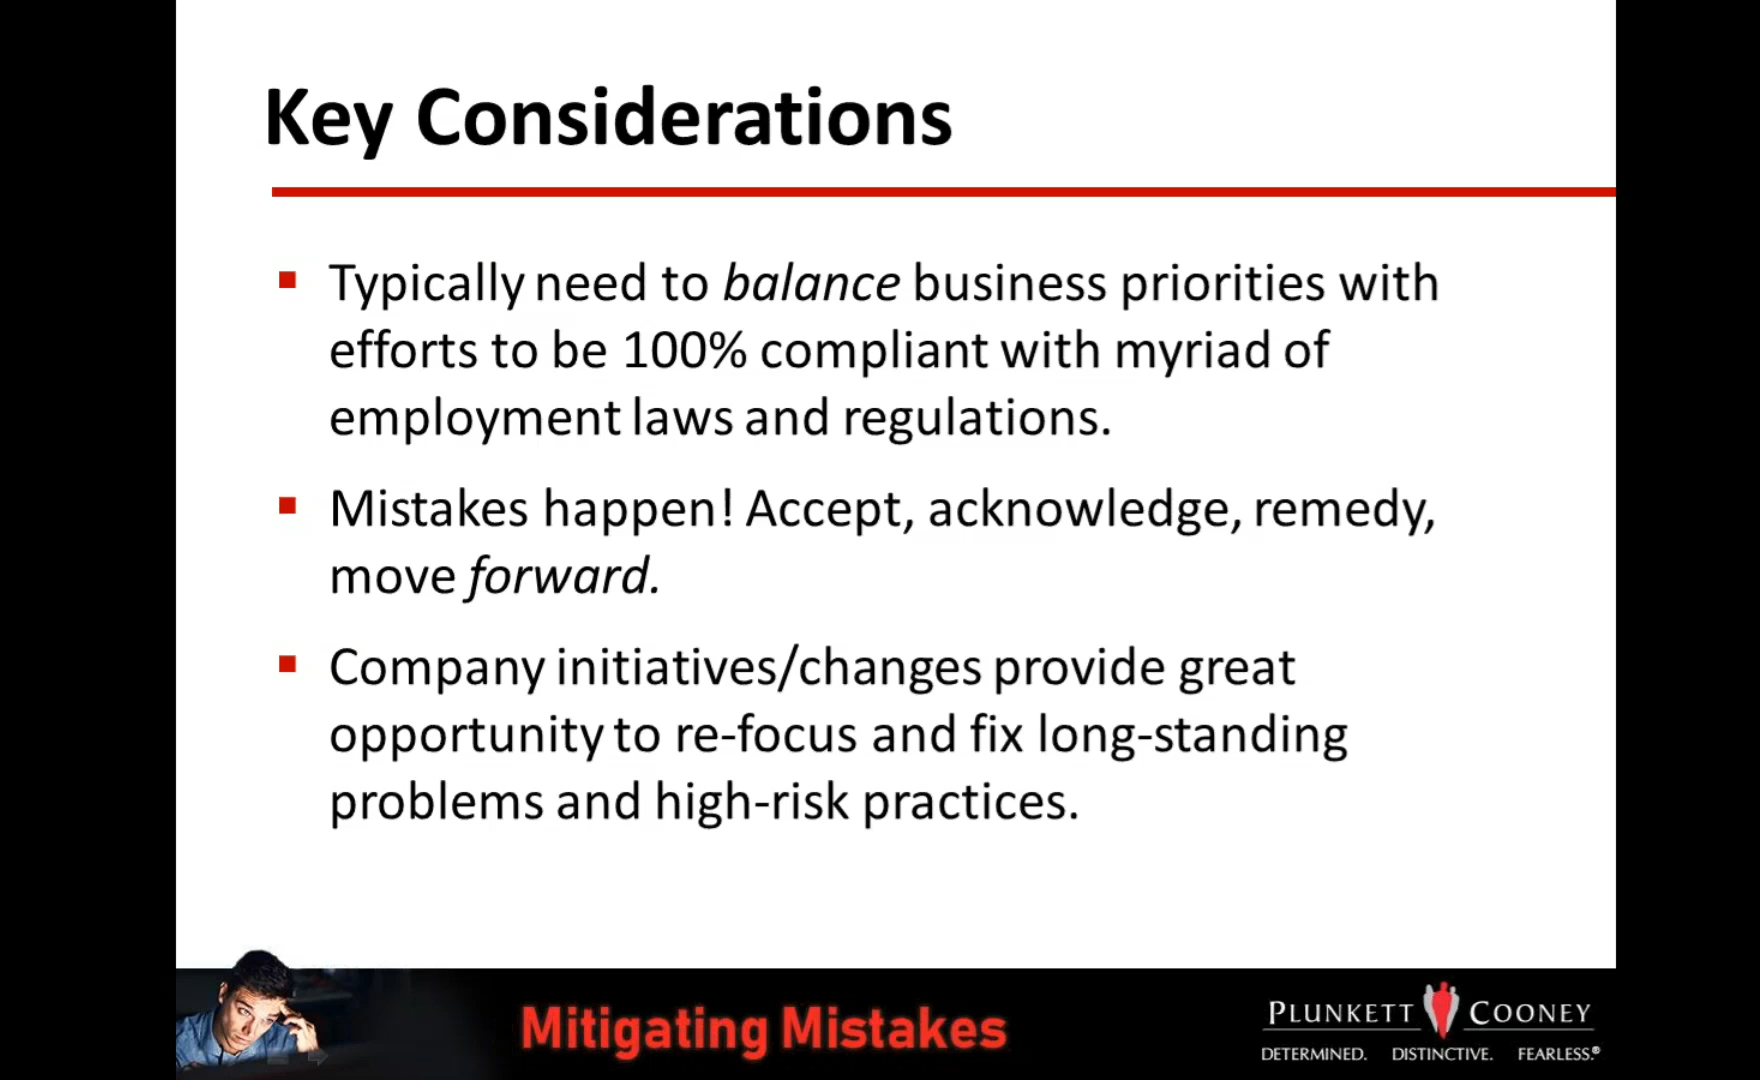 Key Considerations
Typically need to balance business priorities with
efforts to be 100% compliant with myriad of
employment laws and regulations.
Mistakes happen! Accept, acknowledge, remedy,
move forward.
Company initiatives/changes provide great
opportunity to re-focus and fix long-standing
problems and high-risk practices.
Mitigating Mistakes
PLUNKETT COONEY
DETERMINED. DISTINCTIVE. FEARLESS.®